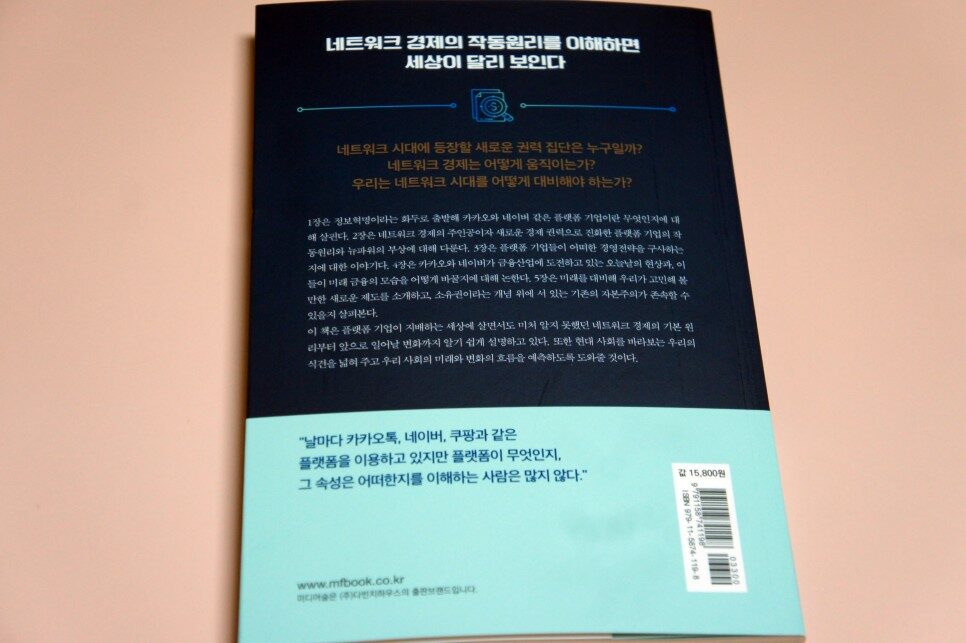 네트워크 경제의 작동원리를 이해하면
세상이 달리 보인다
네트워크 시대에 등장할 새로운 권력 집단은 누구일까?
네트워크 경제는 어떻게 움직이는가?
우리는 네트워크 시대를 어떻게 대비해야 하는가?
1장은 정보혁명이라는 화두로 출발해 카카오와 네이버 같은 플랫폼 기업이란 무엇인지에 대
해 살핀다. 2장은 네트워크 경제의 주인공이자 새로운 경제 권력으로 진화한 플랫폼 기업의 작
동원리와 뉴파워의 부상에 대해 다룬다. 3장은 플랫폼 기업들이 어떠한 경영전략을 구사하는
지에 대한 이야기다. 4장은 카카오와 네이버가 금융산업에 도전하고 있는 오늘날의 현상과, 이
들이 미래 금융의 모습을 어떻게 바꿀지에 대해 논한다. 5장은 미래를 대비해 우리가 고민해 볼
만한 새로운 제도를 소개하고, 소유권이라는 개념 위에 서 있는 기존의 자본주의가 존속할 수
있을지 살펴본다.
이 책은 플랫폼 기업이 지배하는 세상에 살면서도 미처 알지 못했던 네트워크 경제의 기본 원
리부터 앞으로 일어날 변화까지 알기 쉽게 설명하고 있다. 또한 현대 사회를 바라보는 우리의
식견을 넓혀 주고 우리 사회의 미래와 변화의 흐름을 예측하도록 도와줄 것이다.
"날마다 카카오톡, 네이버, 쿠팡과 같은
플랫폼을 이용하고 있지만 플랫폼이 무엇인지,
그 속성은 어떠한지를 이해하는 사람은 많지 않다."
값 15,800원
9 791158 741198
03300
ISBN 979-11-5874-119-8
www.mfbook.co.kr
미디어숲은 (주)다빈치하우스의 출판브랜드입니다.